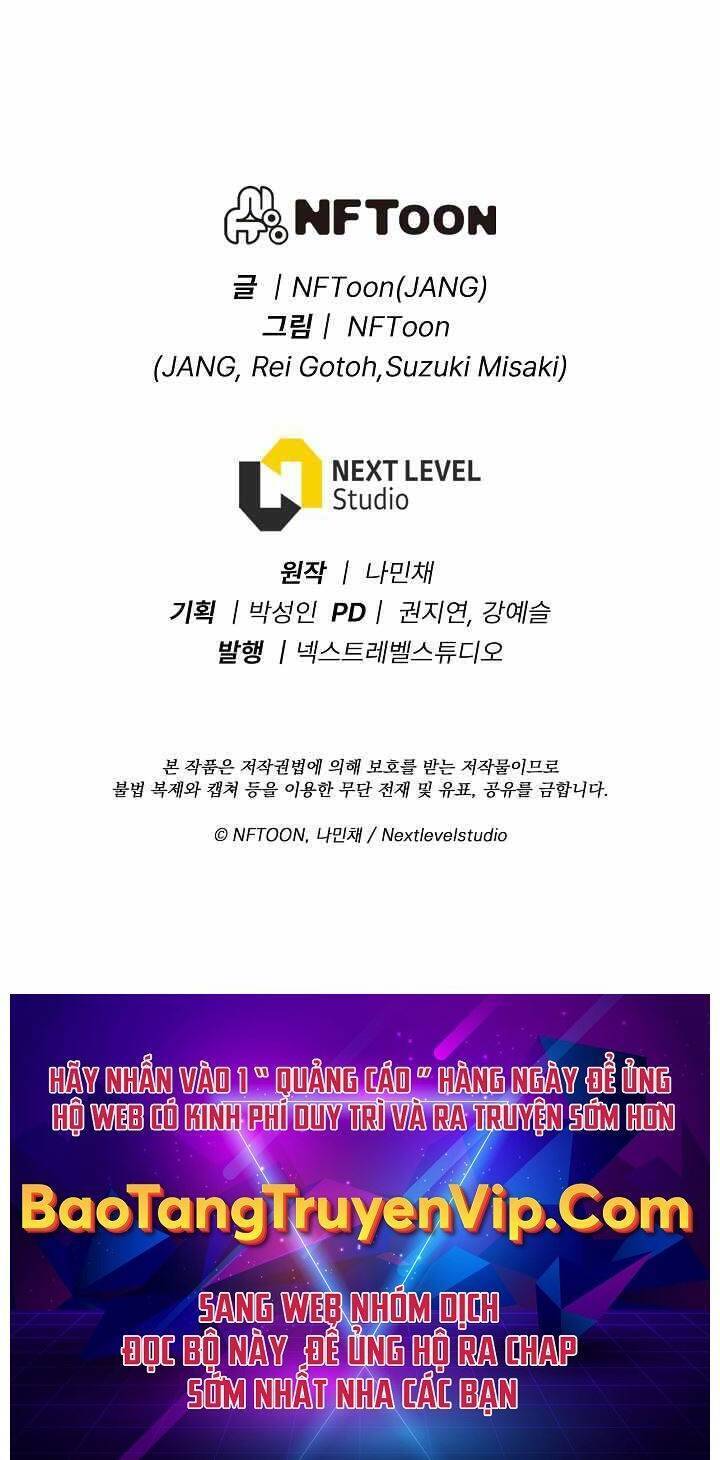 NFTOON
글 | NFToon(JANG)
그림 | NFToon
(JANG, Rei Gotoh,Suzuki Misaki)
NEXT LEVEL
Studio
원작 | 나민채
기획 | 박성인 PD | 권지연, 강예슬
발행 | 넥스트레벨스튜디오
본 작품은 저작권법에 의해 보호를 받는 저작물이므로
불법 복제와 캡쳐 등을 이용한 무단 전재 및 유표, 공유를 금합니다.
© NFTOON, 나민채 / Nextlevelstudio
HÃY NHẤN VÀO 1 “ QUẢNG CÁO ” HÀNG NGÀY ĐỂ ỦNG
HỘ WEB CÓ KINH PHÍ DUY TRÌ VÀ RA TRUYỆN SỚM HƠN
BaoTangTruyenVip.Com
SANG WEB NHÓM DỊCH
ĐỌC BỘ NÀY ĐỂ ỦNG HỘ RA CHAP
SỚM NHẤT NHA CÁC BẠN